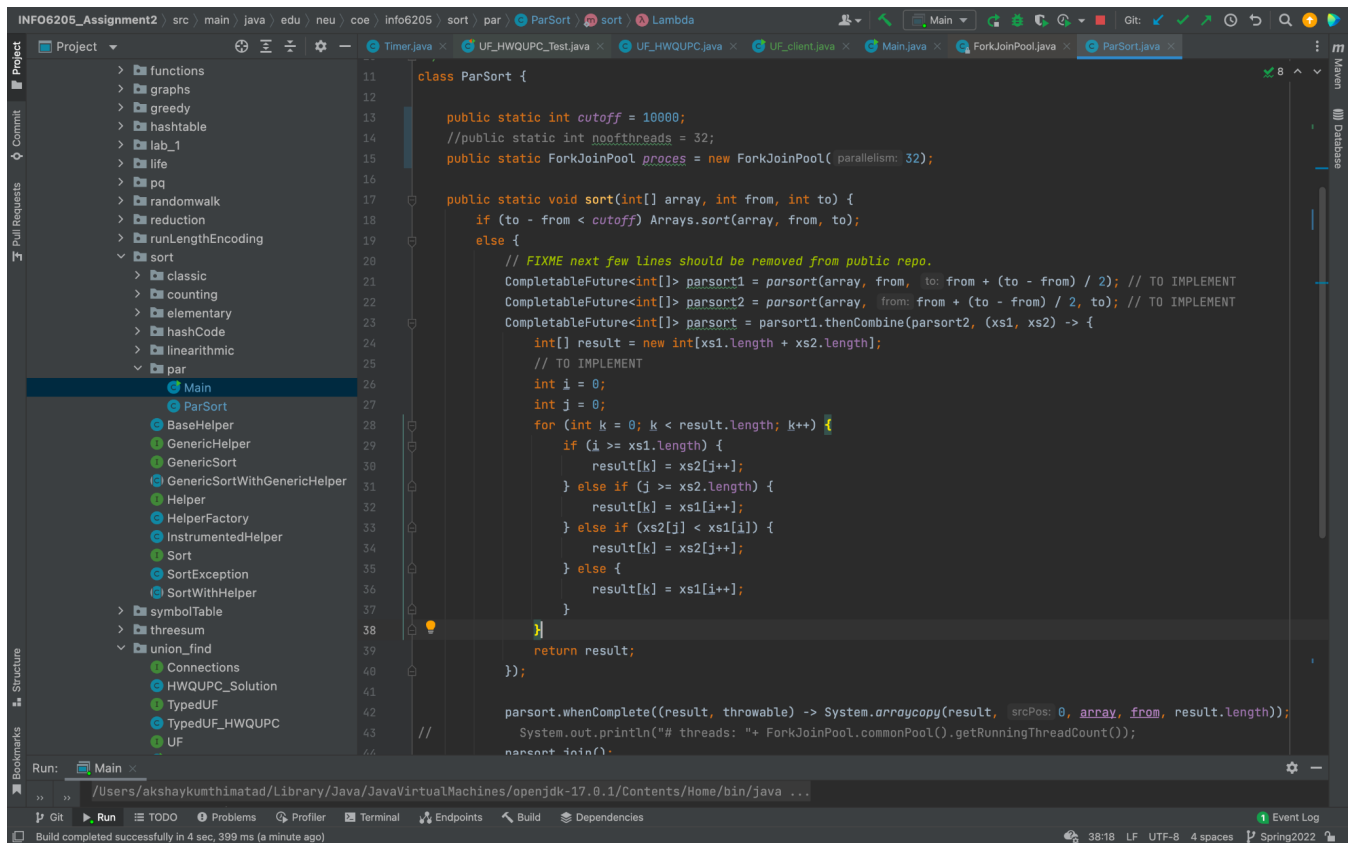 INFO6205_Assignment2 〉 src 〉 main 〉 java 〉 edu 〉 neu 〉 coe 〉 info6205 〉 sort 〉 par 〉 ParSort 〉 sort 〉 Lambda
Main
Git:
Project
Timer.java
UF_HWQUPC_Test.java
UF_HWQUPC.java
UF_client.java
Main.java
ForkJoinPool.java
ParSort.java
Project
Commit
Pull Requests
Structure
Bookmarks
Maven
Database
8
functions
graphs
greedy
hashtable
lab_1
life
pq
randomwalk
reduction
runLengthEncoding
sort
classic
counting
elementary
hashCode
linearithmic
par
Main
ParSort
BaseHelper
GenericHelper
GenericSort
GenericSortWithGenericHelper
Helper
HelperFactory
InstrumentedHelper
Sort
SortException
SortWithHelper
symbolTable
threesum
union_find
Connections
HWQUPC_Solution
TypedUF
TypedUF_HWQUPC
UF
11 class ParSort {
12
13 public static int cutoff = 10000;
14 //public static int noofthreads = 32;
15 public static ForkJoinPool proces = new ForkJoinPool( parallelism: 32);
16
17 public static void sort(int[] array, int from, int to) {
18 if (to - from < cutoff) Arrays.sort(array, from, to);
19 else {
20 // FIXME next few lines should be removed from public repo.
21 CompletableFuture<int[]> parsort1 = parsort(array, from, to: from + (to - from) / 2); // TO IMPLEMENT
22 CompletableFuture<int[]> parsort2 = parsort(array, from: from + (to - from) / 2, to); // TO IMPLEMENT
23 CompletableFuture<int[]> parsort = parsort1.thenCombine(parsort2, (xs1, xs2) -> {
24 int[] result = new int[xs1.length + xs2.length];
25 // TO IMPLEMENT
26 int i = 0;
27 int j = 0;
28 for (int k = 0; k < result.length; k++) {
29 if (i >= xs1.length) {
30 result[k] = xs2[j++];
31 } else if (j >= xs2.length) {
32 result[k] = xs1[i++];
33 } else if (xs2[j] < xs1[i]) {
34 result[k] = xs2[j++];
35 } else {
36 result[k] = xs1[i++];
37 }
38 }
39 return result;
40 });
41
42 parsort.whenComplete((result, throwable) -> System.arraycopy(result, srcPos: 0, array, from, result.length));
43 // System.out.println("# threads: "+ ForkJoinPool.commonPool().getRunningThreadCount());
44 parsort.join();
Run: Main
/Users/akshaykumthimatad/Library/Java/JavaVirtualMachines/openjdk-17.0.1/Contents/Home/bin/java ...
Git Run TODO Problems Profiler Terminal Endpoints Build Dependencies 1 Event Log
Build completed successfully in 4 sec, 399 ms (a minute ago) 38:18 LF UTF-8 4 spaces Spring2022